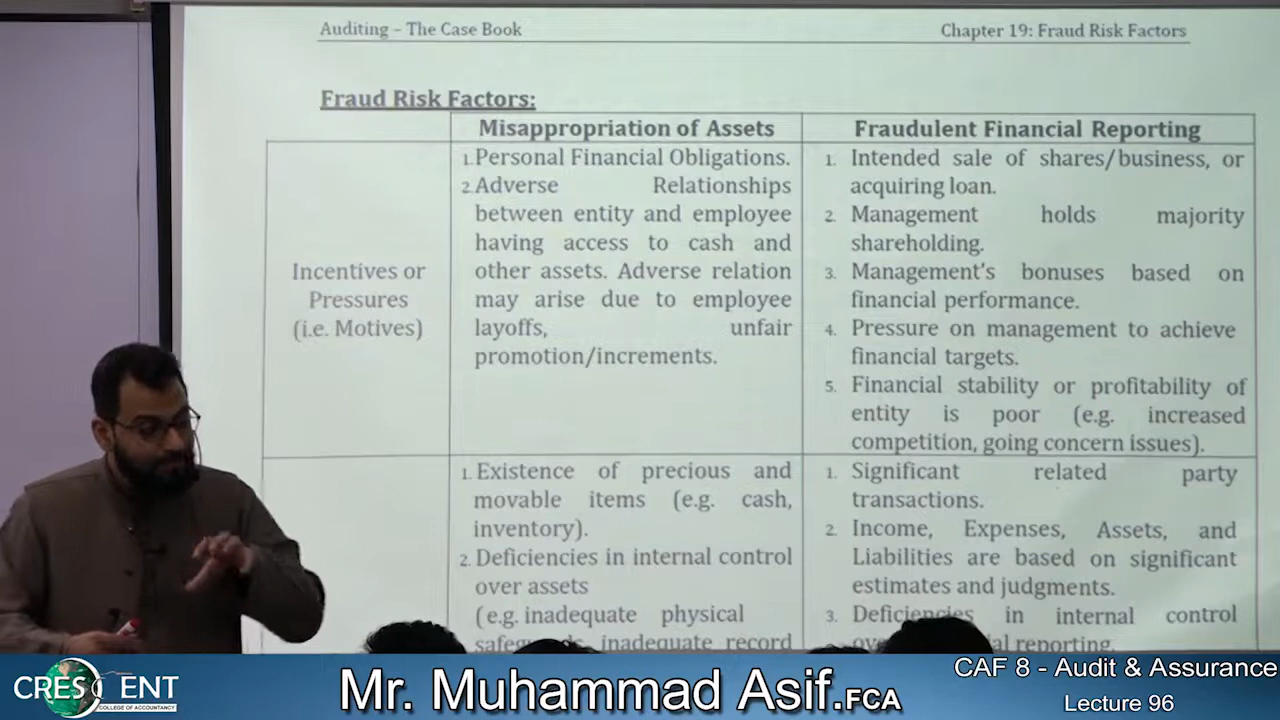 Auditing – The Case Book
Chapter 19: Fraud Risk Factors
Fraud Risk Factors:
Misappropriation of Assets
Fraudulent Financial Reporting
Incentives or
Pressures
(i.e. Motives)
1. Personal Financial Obligations.
2. Adverse Relationships
between entity and employee
having access to cash and
other assets. Adverse relation
may arise due to employee
layoffs, unfair
promotion/increments.
1. Intended sale of shares/business, or
acquiring loan.
2. Management holds majority
shareholding.
3. Management's bonuses based on
financial performance.
4. Pressure on management to achieve
financial targets.
5. Financial stability or profitability of
entity is poor (e.g. increased
competition, going concern issues).
1. Existence of precious and
movable items (e.g. cash,
inventory).
2. Deficiencies in internal control
over assets
(e.g. inadequate physical
inadequate record
1. Significant related party
transactions.
2. Income, Expenses, Assets, and
Liabilities are based on significant
estimates and judgments.
3. Deficiencies in internal control
reporting.
CRESCENT
COLLEGE OF ACCOUNTANCY
Mr. Muhammad Asif.FCA
CAF 8 - Audit & Assurance
Lecture 96